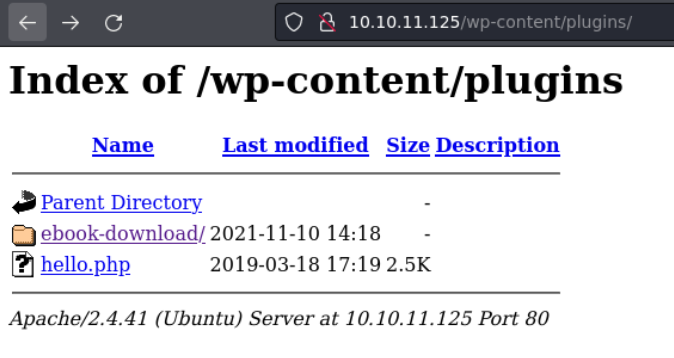 10.10.11.125/wp-content/plugins/
Index of /wp-content/plugins
Name Last modified Size Description
Parent Directory -
ebook-download/ 2021-11-10 14:18 -
hello.php 2019-03-18 17:19 2.5K
Apache/2.4.41 (Ubuntu) Server at 10.10.11.125 Port 80